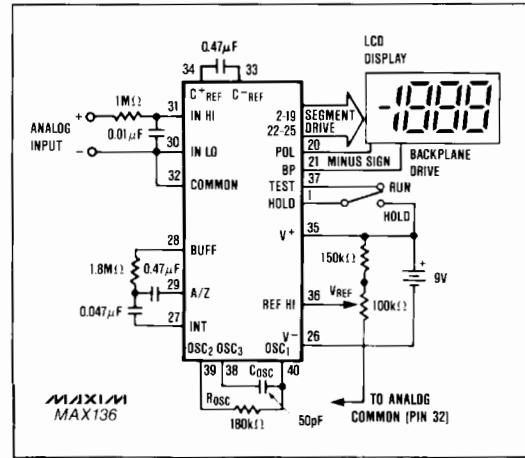 0.47μF
34 33
C+REF C−REF
LCD
DISPLAY
-1888
1MΩ
31 IN HI
ANALOG
INPUT
+
0.01μF
−
30 IN LO
32 COMMON
2-19 SEGMENT
22-25 DRIVE
20
POL
MINUS SIGN
21
BP
BACKPLANE
DRIVE
37
TEST
RUN
1
HOLD
HOLD
35
V+
150kΩ
+
9V
28 BUFF
1.8MΩ
0.47μF
29 A/Z
0.047μF
27 INT
36
REF HI
VREF
100kΩ
26
V−
OSC2 OSC3 OSC1
39 38 COSC 40
ROSC
180kΩ
50pF
TO ANALOG
COMMON (PIN 32)
MAXIM
MAX136